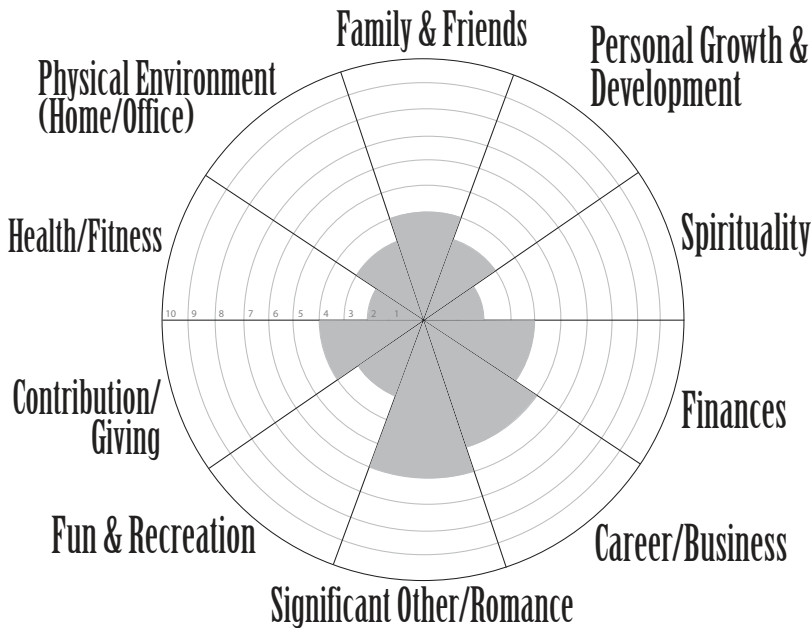 Family & Friends
Personal Growth &
Development
Physical Environment
(Home/Office)
Health/Fitness
Spirituality
10 9 8 7 6 5 4 3 2 1
Contribution/
Giving
Finances
Fun & Recreation
Career/Business
Significant Other/Romance